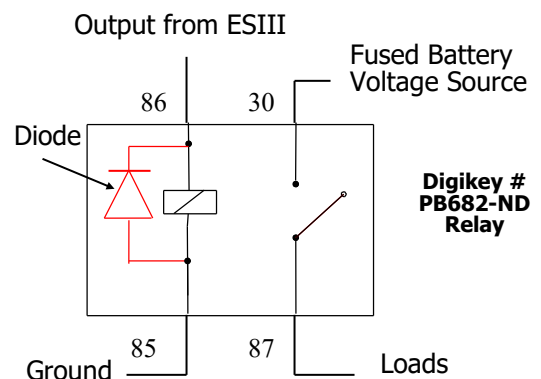 Output from ESIII
Fused Battery
Voltage Source
86
30
Diode
Digikey #
PB682-ND
Relay
85
87
Ground
Loads